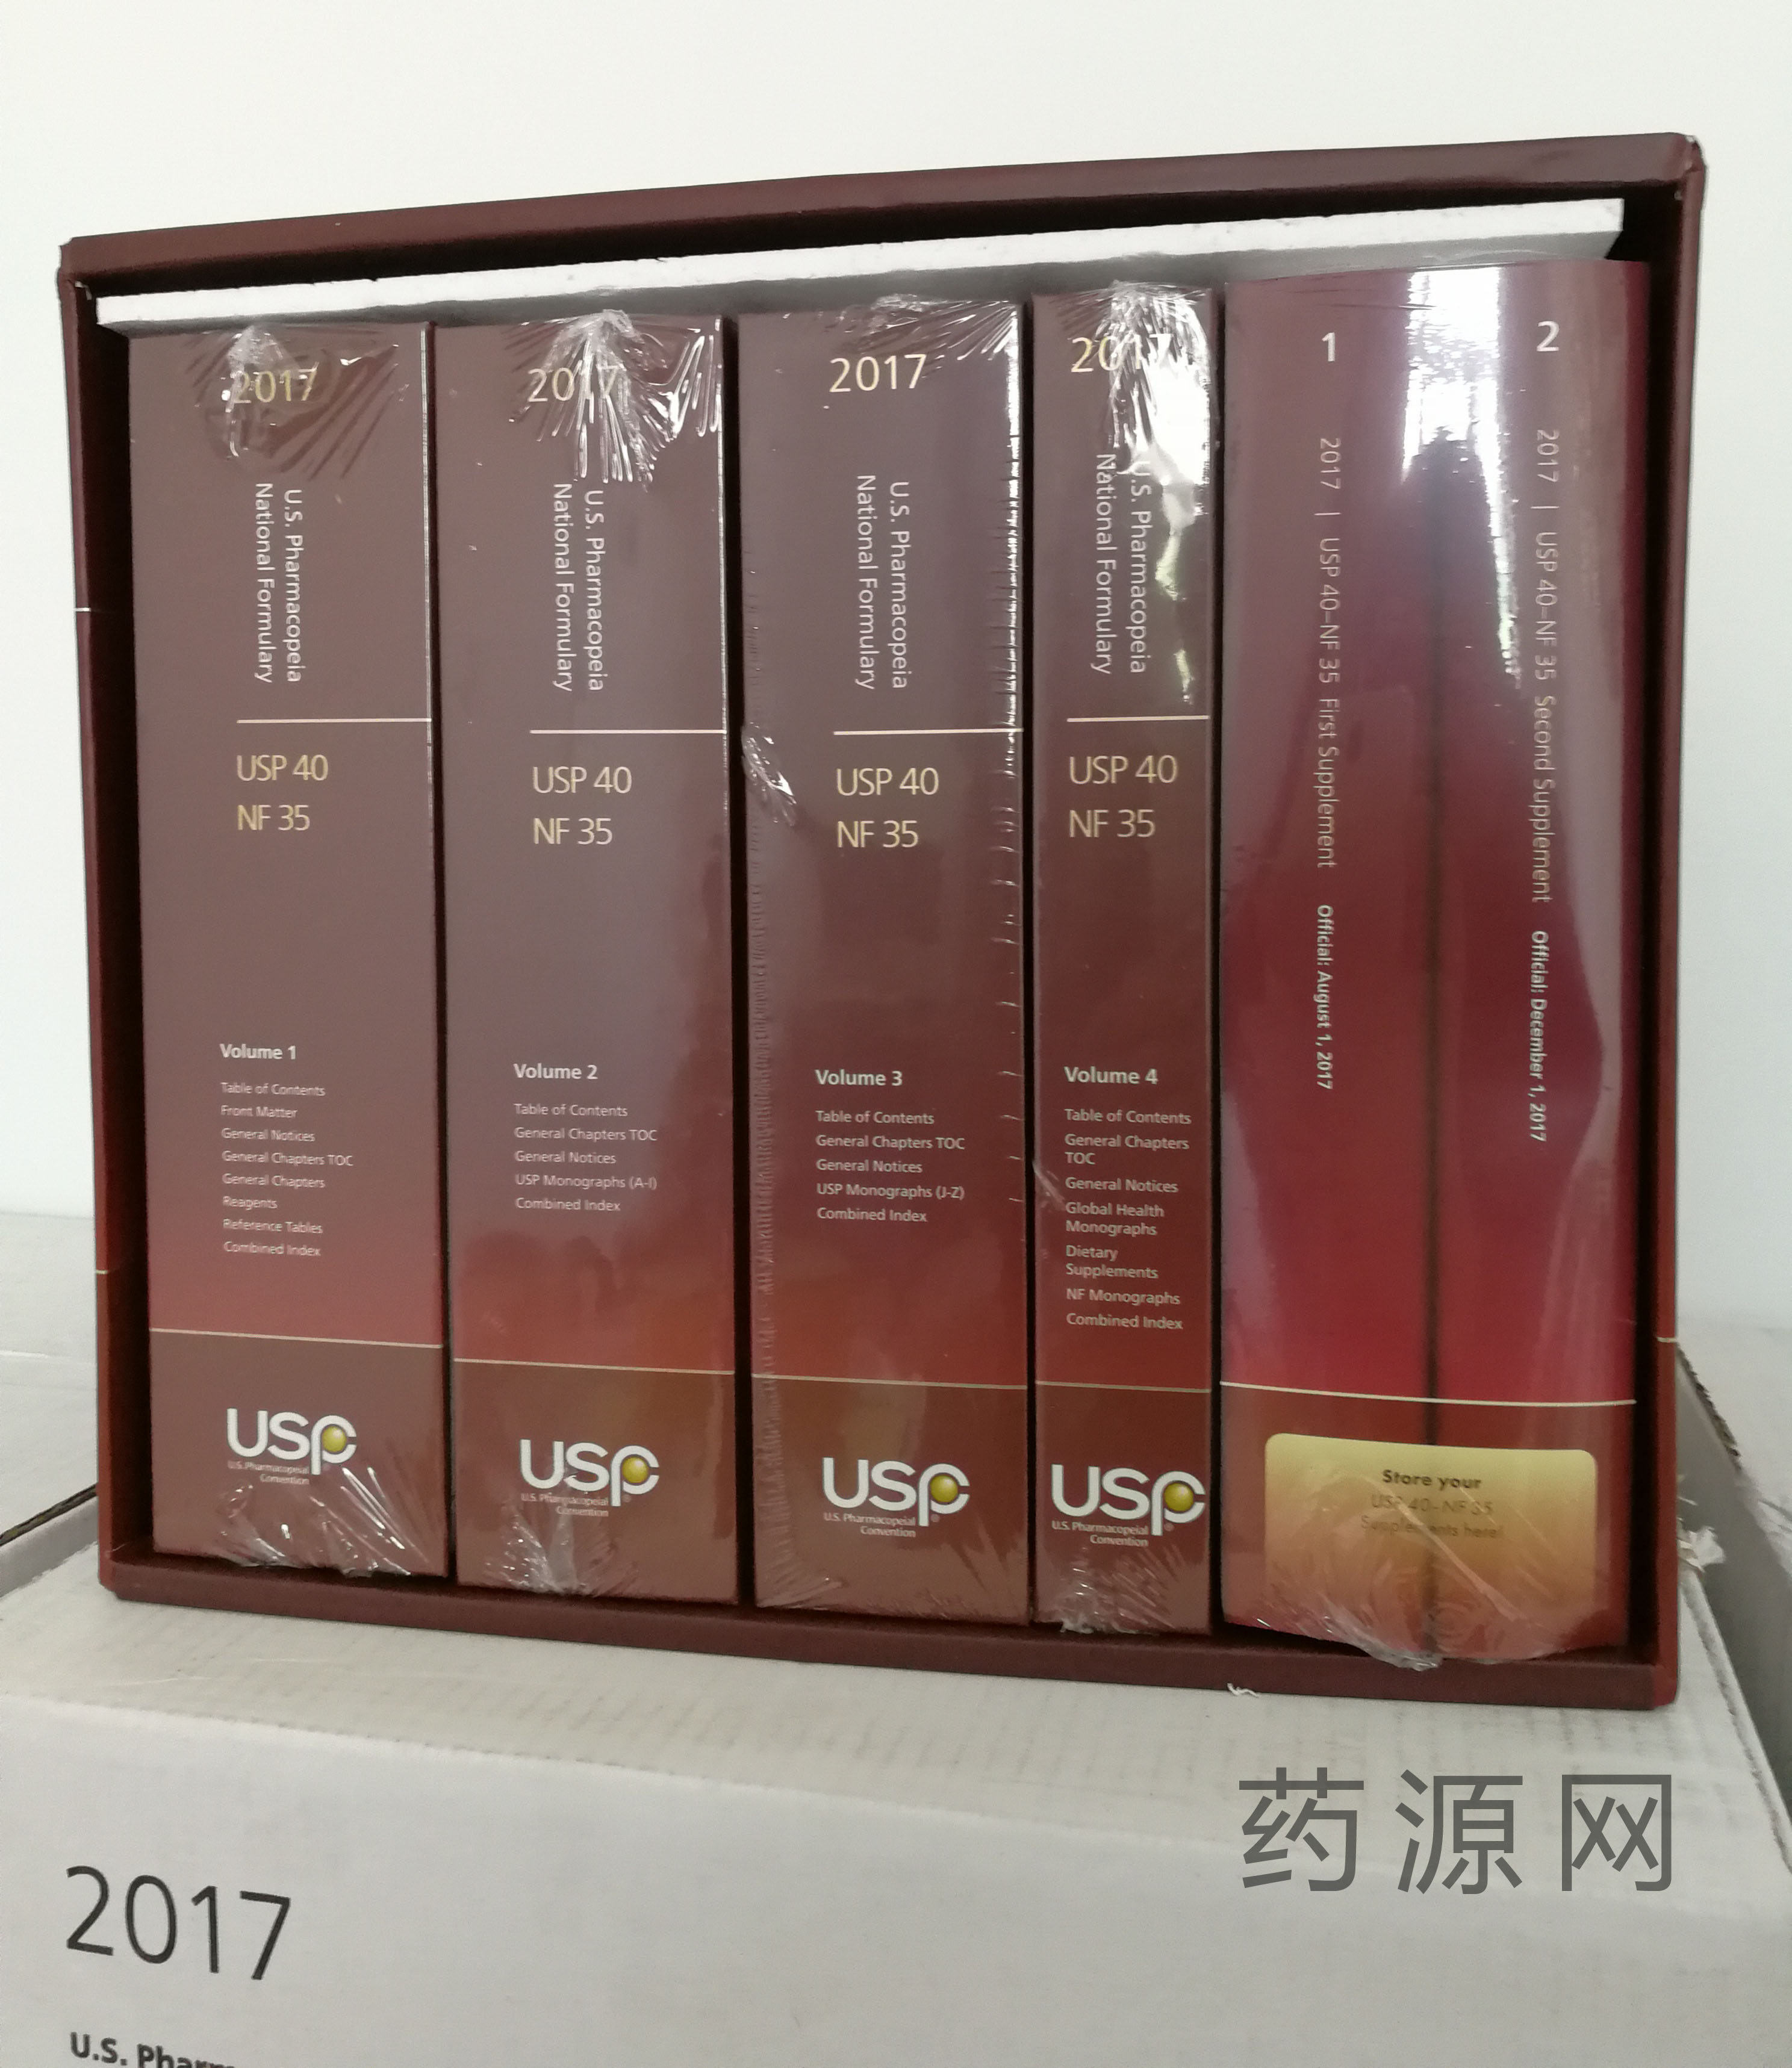 2017
U.S. Pharmacopeia
National Formulary
USP 40
NF 35
Volume 1
Table of Contents
Front Matter
General Notices
General Chapters TOC
General Chapters
Reagents
Reference Tables
Combined Index
USP
U.S. Pharmacopeial
Convention
2017
U.S. Pharmacopeia
National Formulary
USP 40
NF 35
Volume 2
Table of Contents
General Chapters TOC
General Notices
USP Monographs (A-I)
Combined Index
USP
U.S. Pharmacopeial
Convention
2017
U.S. Pharmacopeia
National Formulary
USP 40
NF 35
Volume 3
Table of Contents
General Chapters TOC
General Notices
USP Monographs (J-Z)
Combined Index
USP
U.S. Pharmacopeial
Convention
2017
U.S. Pharmacopeia
National Formulary
USP 40
NF 35
Volume 4
Table of Contents
General Chapters
TOC
General Notices
Global Health
Monographs
Dietary
Supplements
NF Monographs
Combined Index
USP
U.S. Pharmacopeial
Convention
1
2017 | USP 40–NF 35 First Supplement Official: August 1, 2017
2
2017 | USP 40–NF 35 Second Supplement Official: December 1, 2017
Store your
USP 40–NF 35
Supplements here!
药源网
2017
U.S.